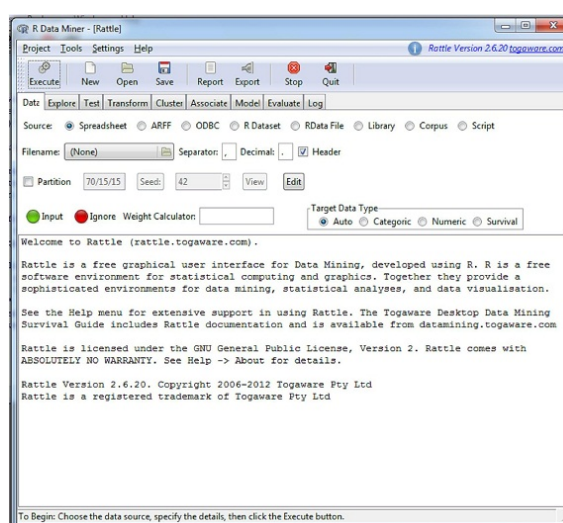 R Data Miner - [Rattle]
Project Tools Settings Help Rattle Version 2.6.20 togaware.com
Execute New Open Save Report Export Stop Quit
Data Explore Test Transform Cluster Associate Model Evaluate Log
Source: Spreadsheet ARFF ODBC R Dataset RData File Library Corpus Script
Filename: (None) Separator: , Decimal: . Header
Partition 70/15/15 Seed: 42 View Edit
Target Data Type
Input Ignore Weight Calculator: Auto Categoric Numeric Survival
Welcome to Rattle (rattle.togaware.com).
Rattle is a free graphical user interface for Data Mining, developed using R. R is a free
software environment for statistical computing and graphics. Together they provide a
sophisticated environments for data mining, statistical analyses, and data visualisation.
See the Help menu for extensive support in using Rattle. The Togaware Desktop Data Mining
Survival Guide includes Rattle documentation and is available from datamining.togaware.com
Rattle is licensed under the GNU General Public License, Version 2. Rattle comes with
ABSOLUTELY NO WARRANTY. See Help -> About for details.
Rattle Version 2.6.20. Copyright 2006-2012 Togaware Pty Ltd
Rattle is a registered trademark of Togaware Pty Ltd
To Begin: Choose the data source, specify the details, then click the Execute button.